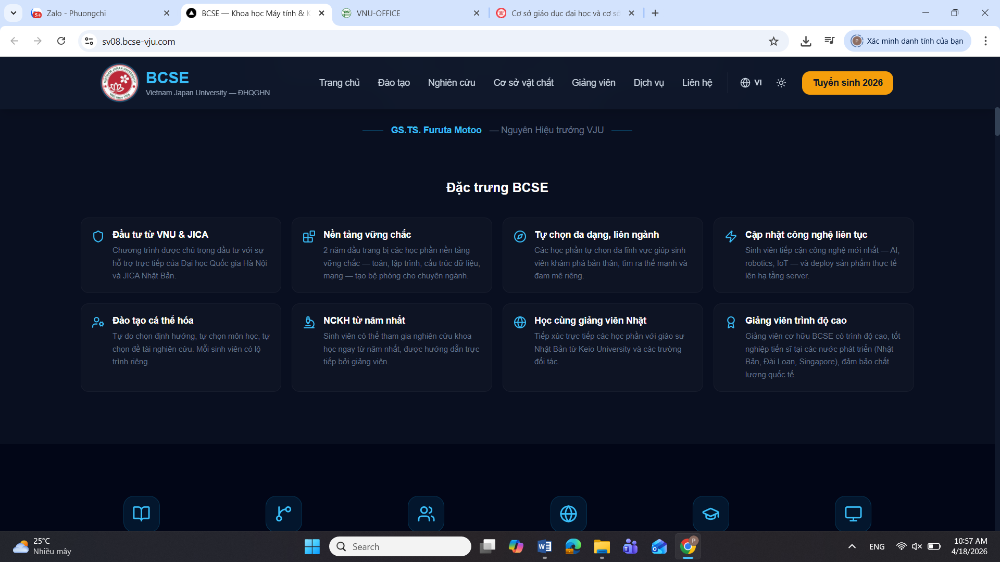 Zalo - Phuongchi
BCSE — Khoa học Máy tính & K
VNU-OFFICE
Cơ sở giáo dục đại học và cơ sở
sv08.bcse-vju.com
P
Xác minh danh tính của bạn
BCSE
Vietnam Japan University — ĐHQGHN
Trang chủ
Đào tạo
Nghiên cứu
Cơ sở vật chất
Giảng viên
Dịch vụ
Liên hệ
VI
Tuyển sinh 2026
GS.TS. Furuta Motoo — Nguyên Hiệu trưởng VJU
Đặc trưng BCSE
Đầu tư từ VNU & JICA
Chương trình được chú trọng đầu tư với sự
hỗ trợ trực tiếp của Đại học Quốc gia Hà Nội
và JICA Nhật Bản.
Nền tảng vững chắc
2 năm đầu trang bị các học phần nền tảng
vững chắc — toán, lập trình, cấu trúc dữ liệu,
mạng — tạo bệ phóng cho chuyên ngành.
Tự chọn đa dạng, liên ngành
Các học phần tự chọn đa lĩnh vực giúp sinh
viên khám phá bản thân, tìm ra thế mạnh và
đam mê riêng.
Cập nhật công nghệ liên tục
Sinh viên tiếp cận công nghệ mới nhất — AI,
robotics, IoT — và deploy sản phẩm thực tế
lên hạ tầng server.
Đào tạo cá thể hóa
Tự do chọn định hướng, tự chọn môn học, tự
chọn đề tài nghiên cứu. Mỗi sinh viên có lộ
trình riêng.
NCKH từ năm nhất
Sinh viên có thể tham gia nghiên cứu khoa
học ngay từ năm nhất, được hướng dẫn trực
tiếp bởi giảng viên.
Học cùng giảng viên Nhật
Tiếp xúc trực tiếp các học phần với giáo sư
Nhật Bản từ Keio University và các trường
đối tác.
Giảng viên trình độ cao
Giảng viên cơ hữu BCSE có trình độ cao, tốt
nghiệp tiến sĩ tại các nước phát triển (Nhật
Bản, Đài Loan, Singapore), đảm bảo chất
lượng quốc tế.
25°C
Nhiều mây
Search
ENG
10:57 AM
4/18/2026